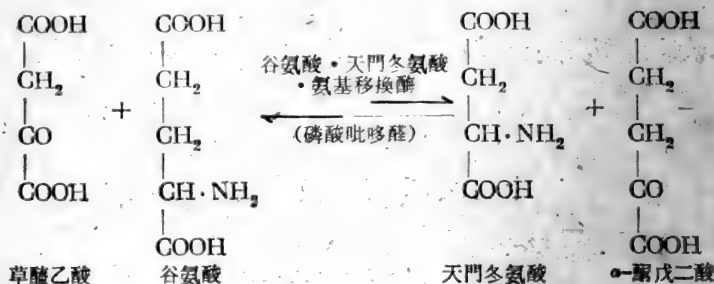 COOH COOH COOH COOH
CH₂ CH₂ 谷氨酸·天門冬氨酸 CH₂ CH₂
·氨基移換酶
CO + CH₂ (磷酸吡哆醛) CH·NH₂ + CH₂
COOH CH·NH₂ COOH CO
COOH COOH
草醯乙酸 谷氨酸 天門冬氨酸 α-酮戊二酸